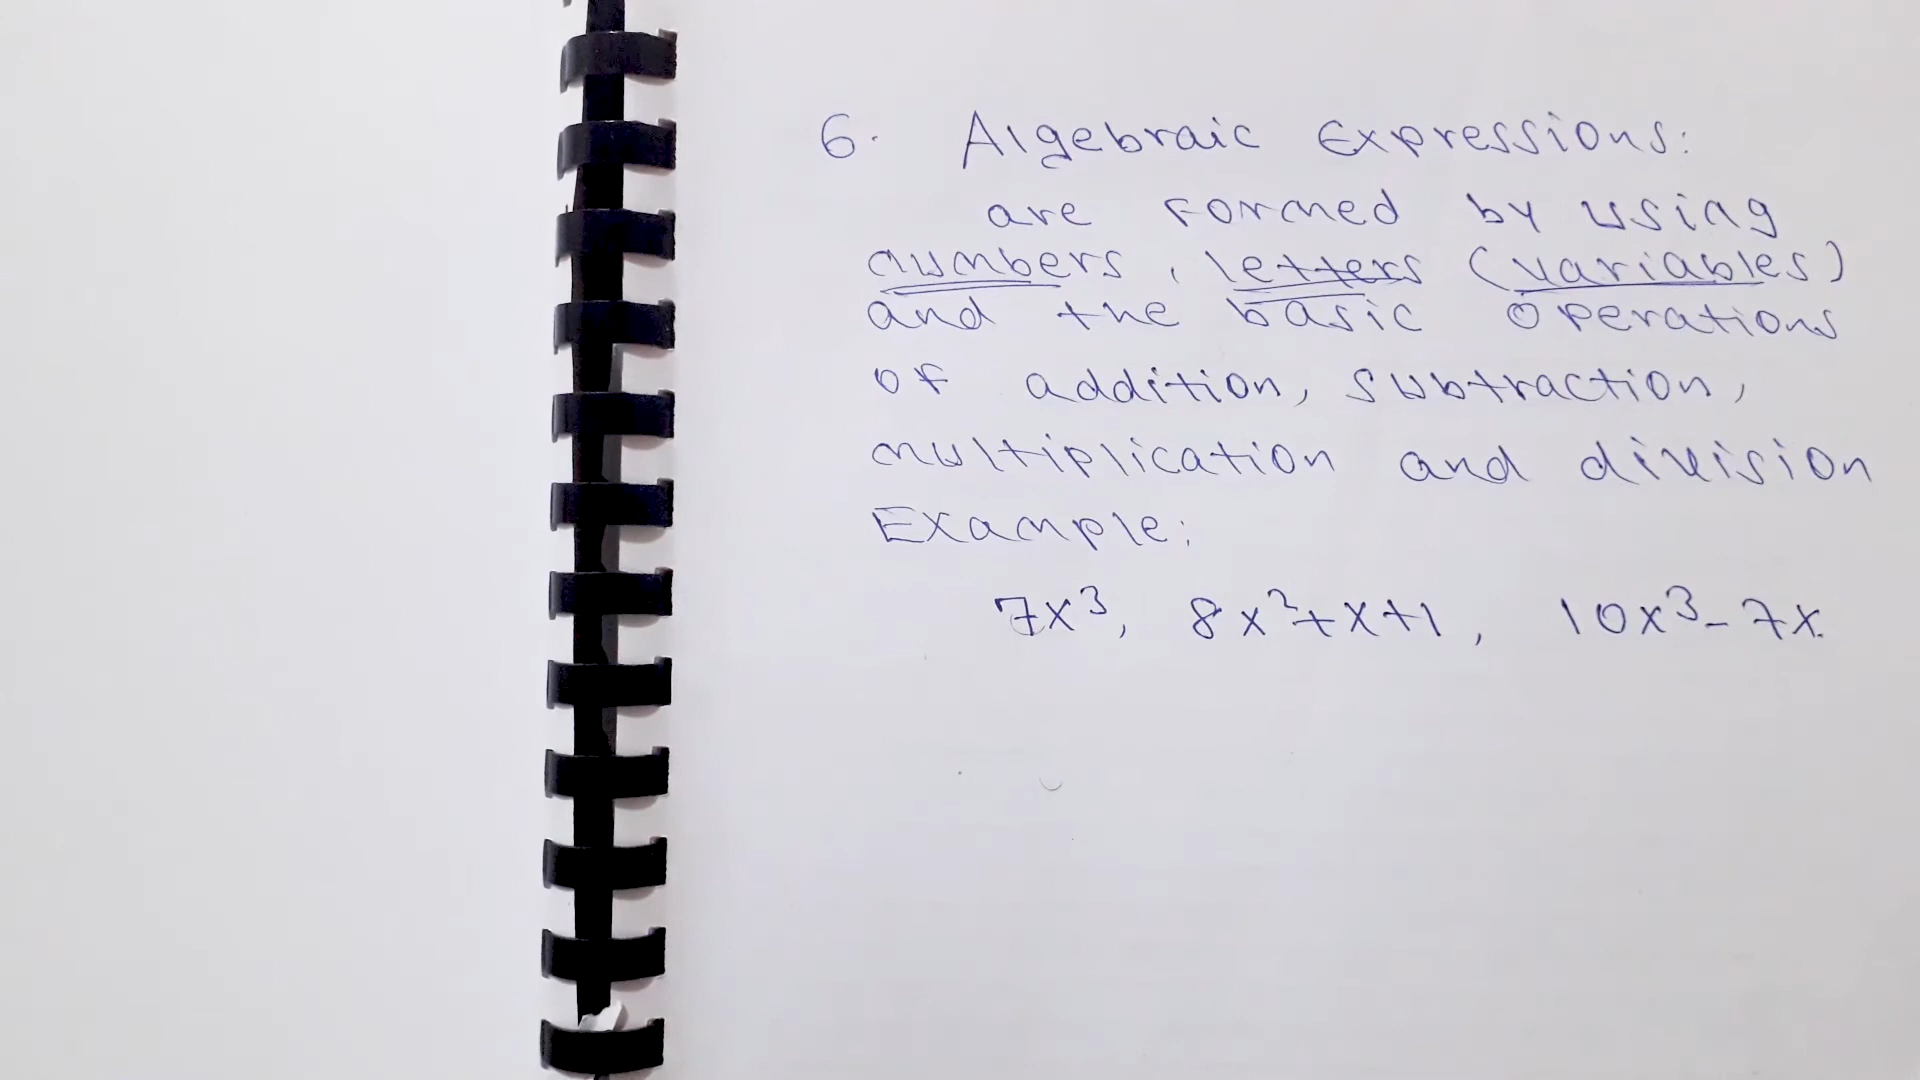 6. Algebraic Expressions:
are formed by using
numbers, letters (variables)
and the basic operations
of addition, subtraction,
multiplication and division
Example:
7x³, 8x²+x+1, 10x³-7x.